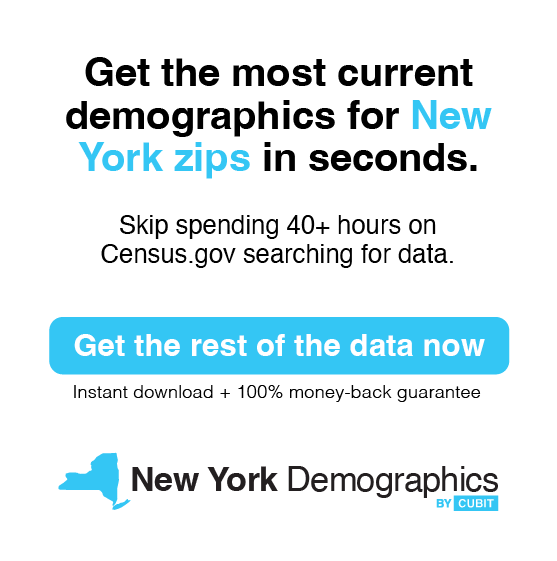 Get the most current
demographics for New
York zips in seconds.
Skip spending 40+ hours on
Census.gov searching for data.
Get the rest of the data now
Instant download + 100% money-back guarantee
New York Demographics
BY CUBIT